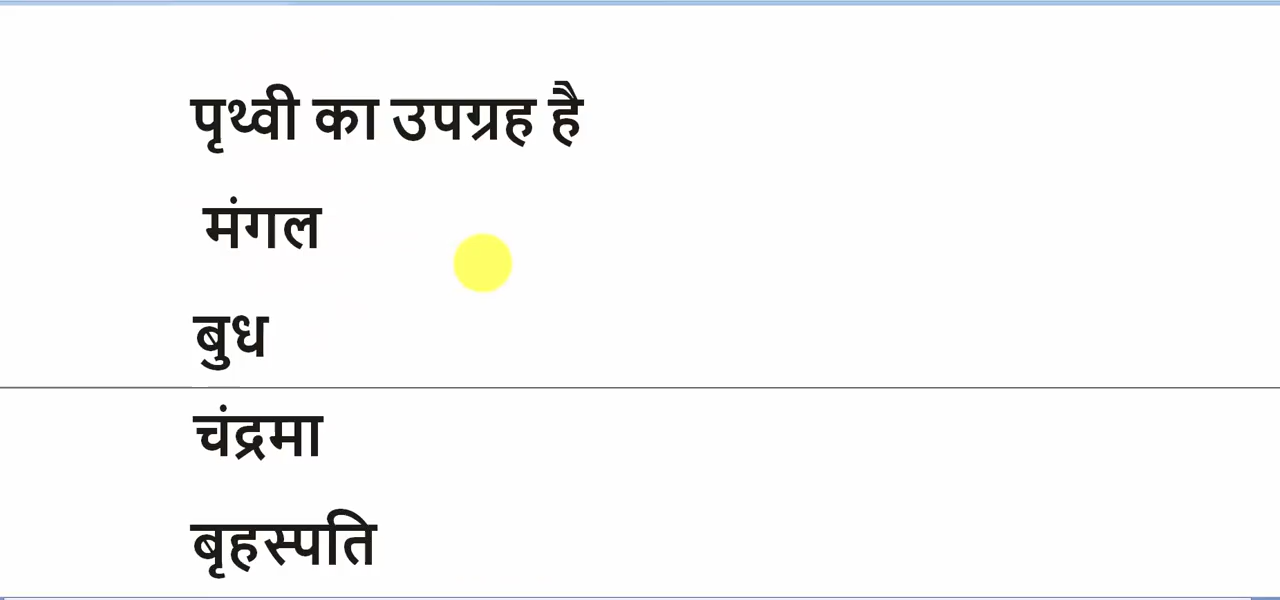 पृथ्वी का उपग्रह है
मंगल
बुध
चंद्रमा
बृहस्पति